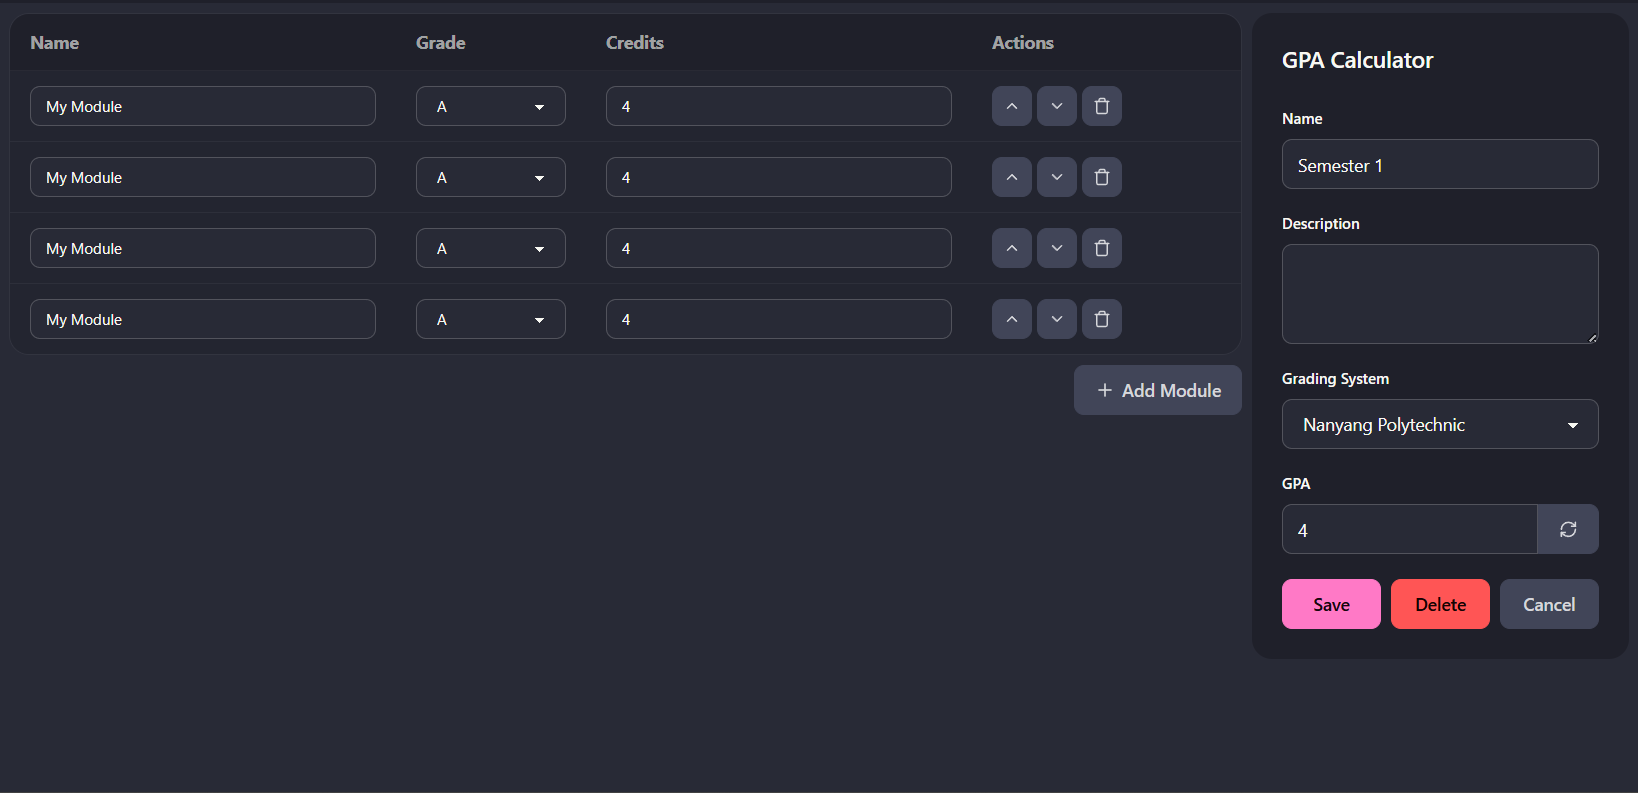 Name Grade Credits Actions
My Module A 4
My Module A 4
My Module A 4
My Module A 4
Add Module
GPA Calculator
Name
Semester 1
Description
Grading System
Nanyang Polytechnic
GPA
4
Save Delete Cancel